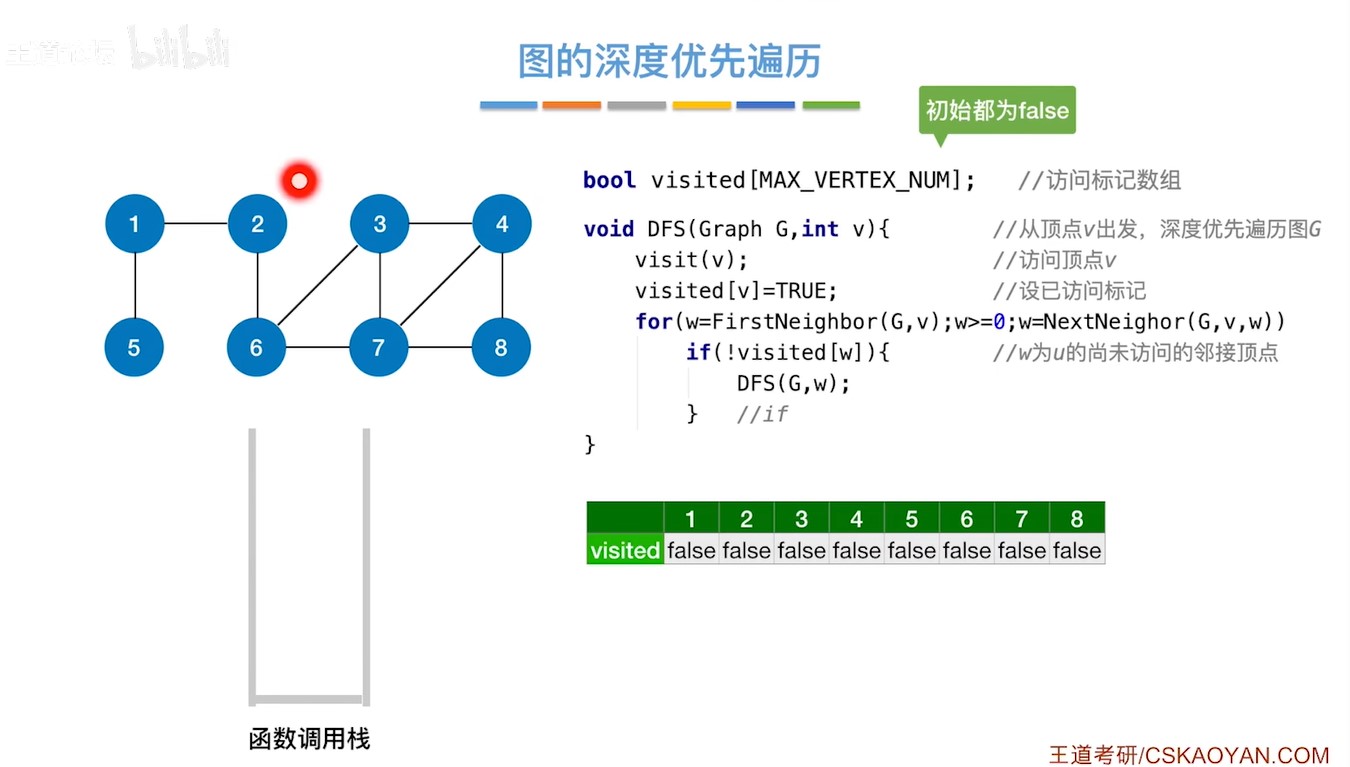 王道论坛 bilibili
图的深度优先遍历
初始都为false
bool visited[MAX_VERTEX_NUM];   //访问标记数组
void DFS(Graph G,int v){   //从顶点v出发，深度优先遍历图G
visit(v);   //访问顶点v
visited[v]=TRUE;   //设已访问标记
for(w=FirstNeighbor(G,v);w>=0;w=NextNeighor(G,v,w))
if(!visited[w]){   //w为u的尚未访问的邻接顶点
DFS(G,w);
}   //if
}
1 2 3 4
5 6 7 8
1 2 3 4 5 6 7 8
visited false false false false false false false false
函数调用栈
王道考研/CSKAOYAN.COM